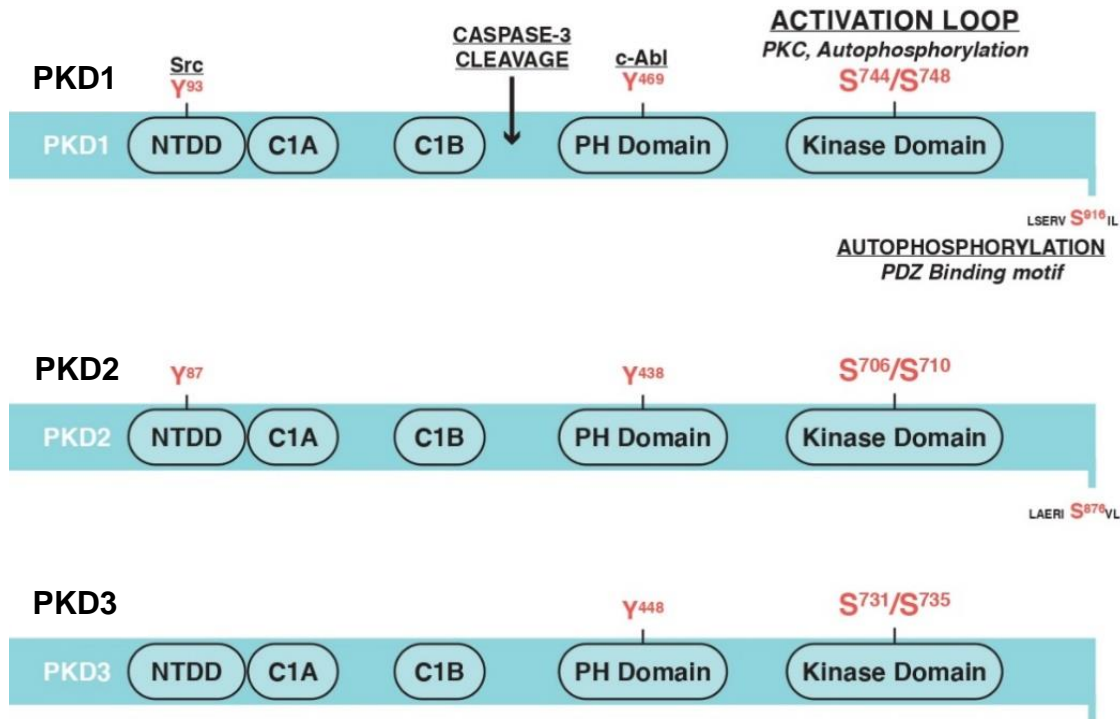 ACTIVATION LOOP
PKC, Autophosphorylation
CASPASE-3
CLEAVAGE
Src
c-Abl
PKD1
Y93
Y469
S744/S748
PKD1 NTDD C1A C1B PH Domain Kinase Domain
LSERV S916 IL
AUTOPHOSPHORYLATION
PDZ Binding motif
PKD2
Y87
Y438
S706/S710
PKD2 NTDD C1A C1B PH Domain Kinase Domain
LAERI S876 VL
PKD3
Y448
S731/S735
PKD3 NTDD C1A C1B PH Domain Kinase Domain